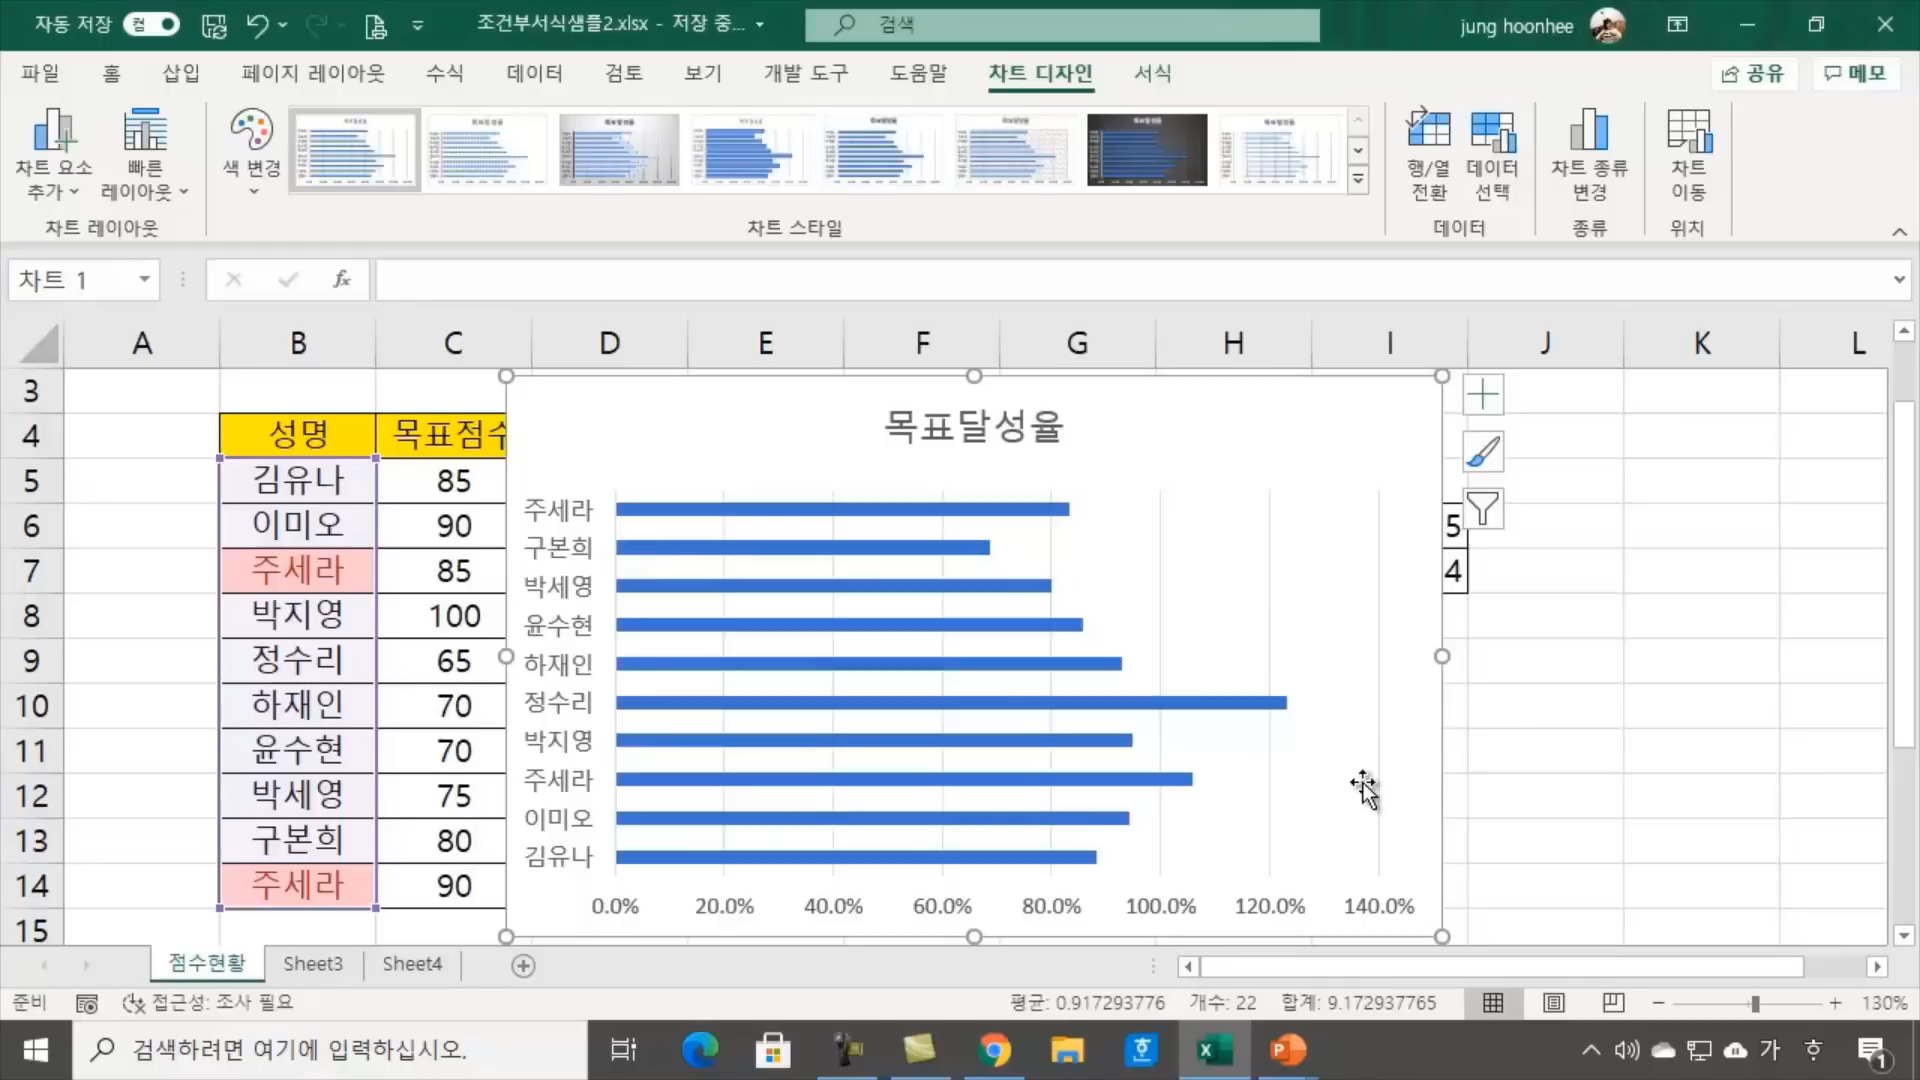 자동 저장 켬 조건부서식샘플2.xlsx - 저장 중... 검색 jung hoonhee
파일 홈 삽입 페이지 레이아웃 수식 데이터 검토 보기 개발 도구 도움말 차트 디자인 서식 공유 메모
차트 요소 추가 빠른 레이아웃 색 변경 행/열 전환 데이터 선택 차트 종류 변경 차트 이동
차트 레이아웃 차트 스타일 데이터 종류 위치
차트 1 fx
A B C D E F G H I J K L
3
4 성명 목표점수
5 김유나 85
6 이미오 90 5
7 주세라 85 4
8 박지영 100
9 정수리 65
10 하재인 70
11 윤수현 70
12 박세영 75
13 구본희 80
14 주세라 90
15
목표달성율
주세라
구본희
박세영
윤수현
하재인
정수리
박지영
주세라
이미오
김유나
0.0% 20.0% 40.0% 60.0% 80.0% 100.0% 120.0% 140.0%
점수현황 Sheet3 Sheet4
준비 접근성: 조사 필요 평균: 0.917293776 개수: 22 합계: 9.172937765 130%
검색하려면 여기에 입력하십시오. 가 ㅎ 1